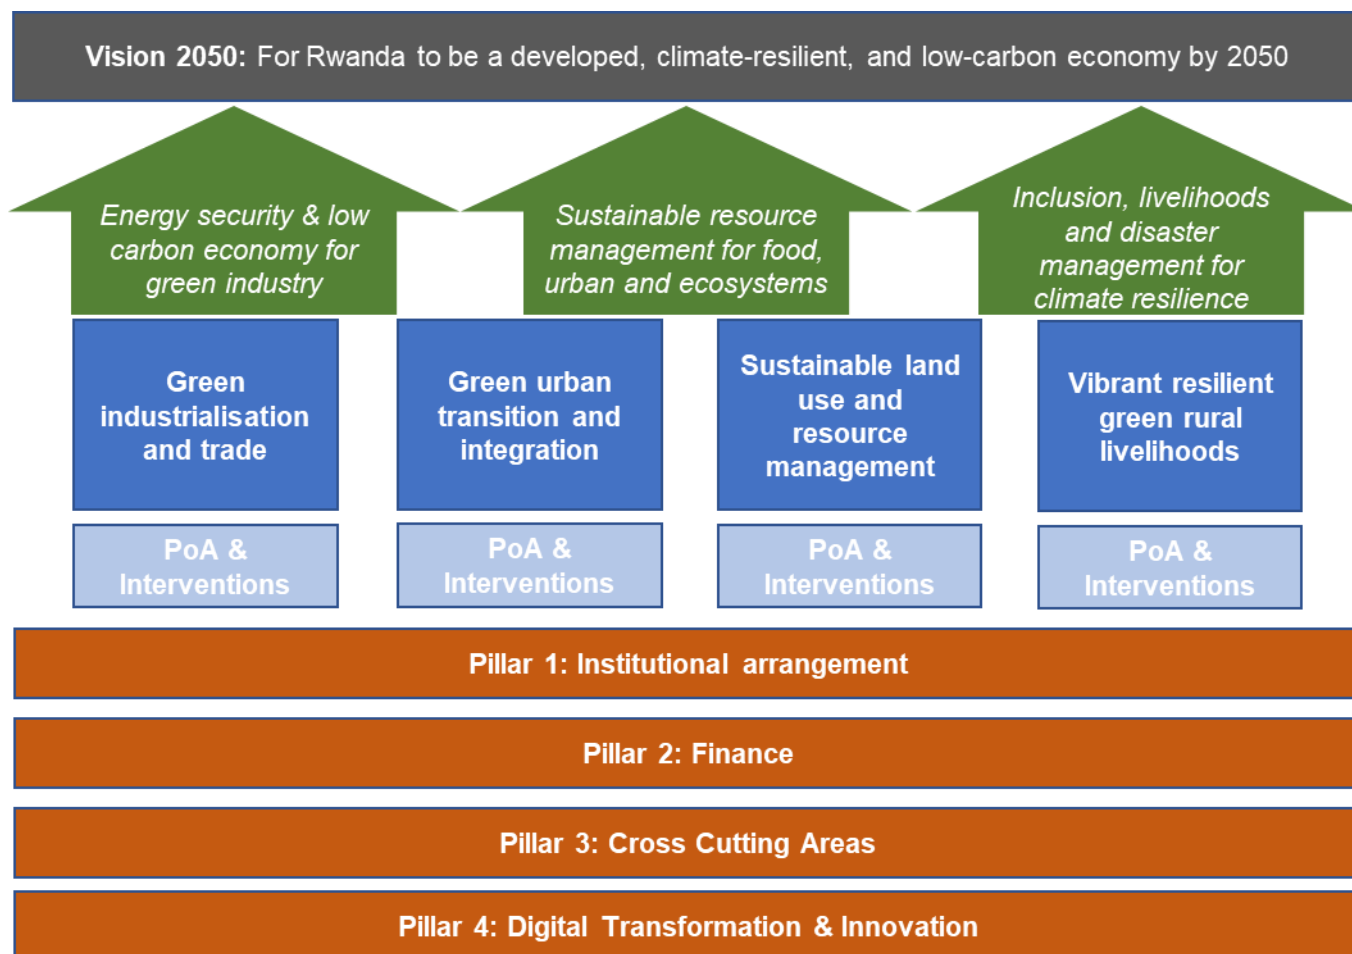 Vision 2050: For Rwanda to be a developed, climate-resilient, and low-carbon economy by 2050
Energy security & low
carbon economy for
green industry
Sustainable resource
management for food,
urban and ecosystems
Inclusion, livelihoods
and disaster
management for
climate resilience
Green
industrialisation
and trade
Green urban
transition and
integration
Sustainable land
use and
resource
management
Vibrant resilient
green rural
livelihoods
PoA &
Interventions
PoA &
Interventions
PoA &
Interventions
PoA &
Interventions
Pillar 1: Institutional arrangement
Pillar 2: Finance
Pillar 3: Cross Cutting Areas
Pillar 4: Digital Transformation & Innovation